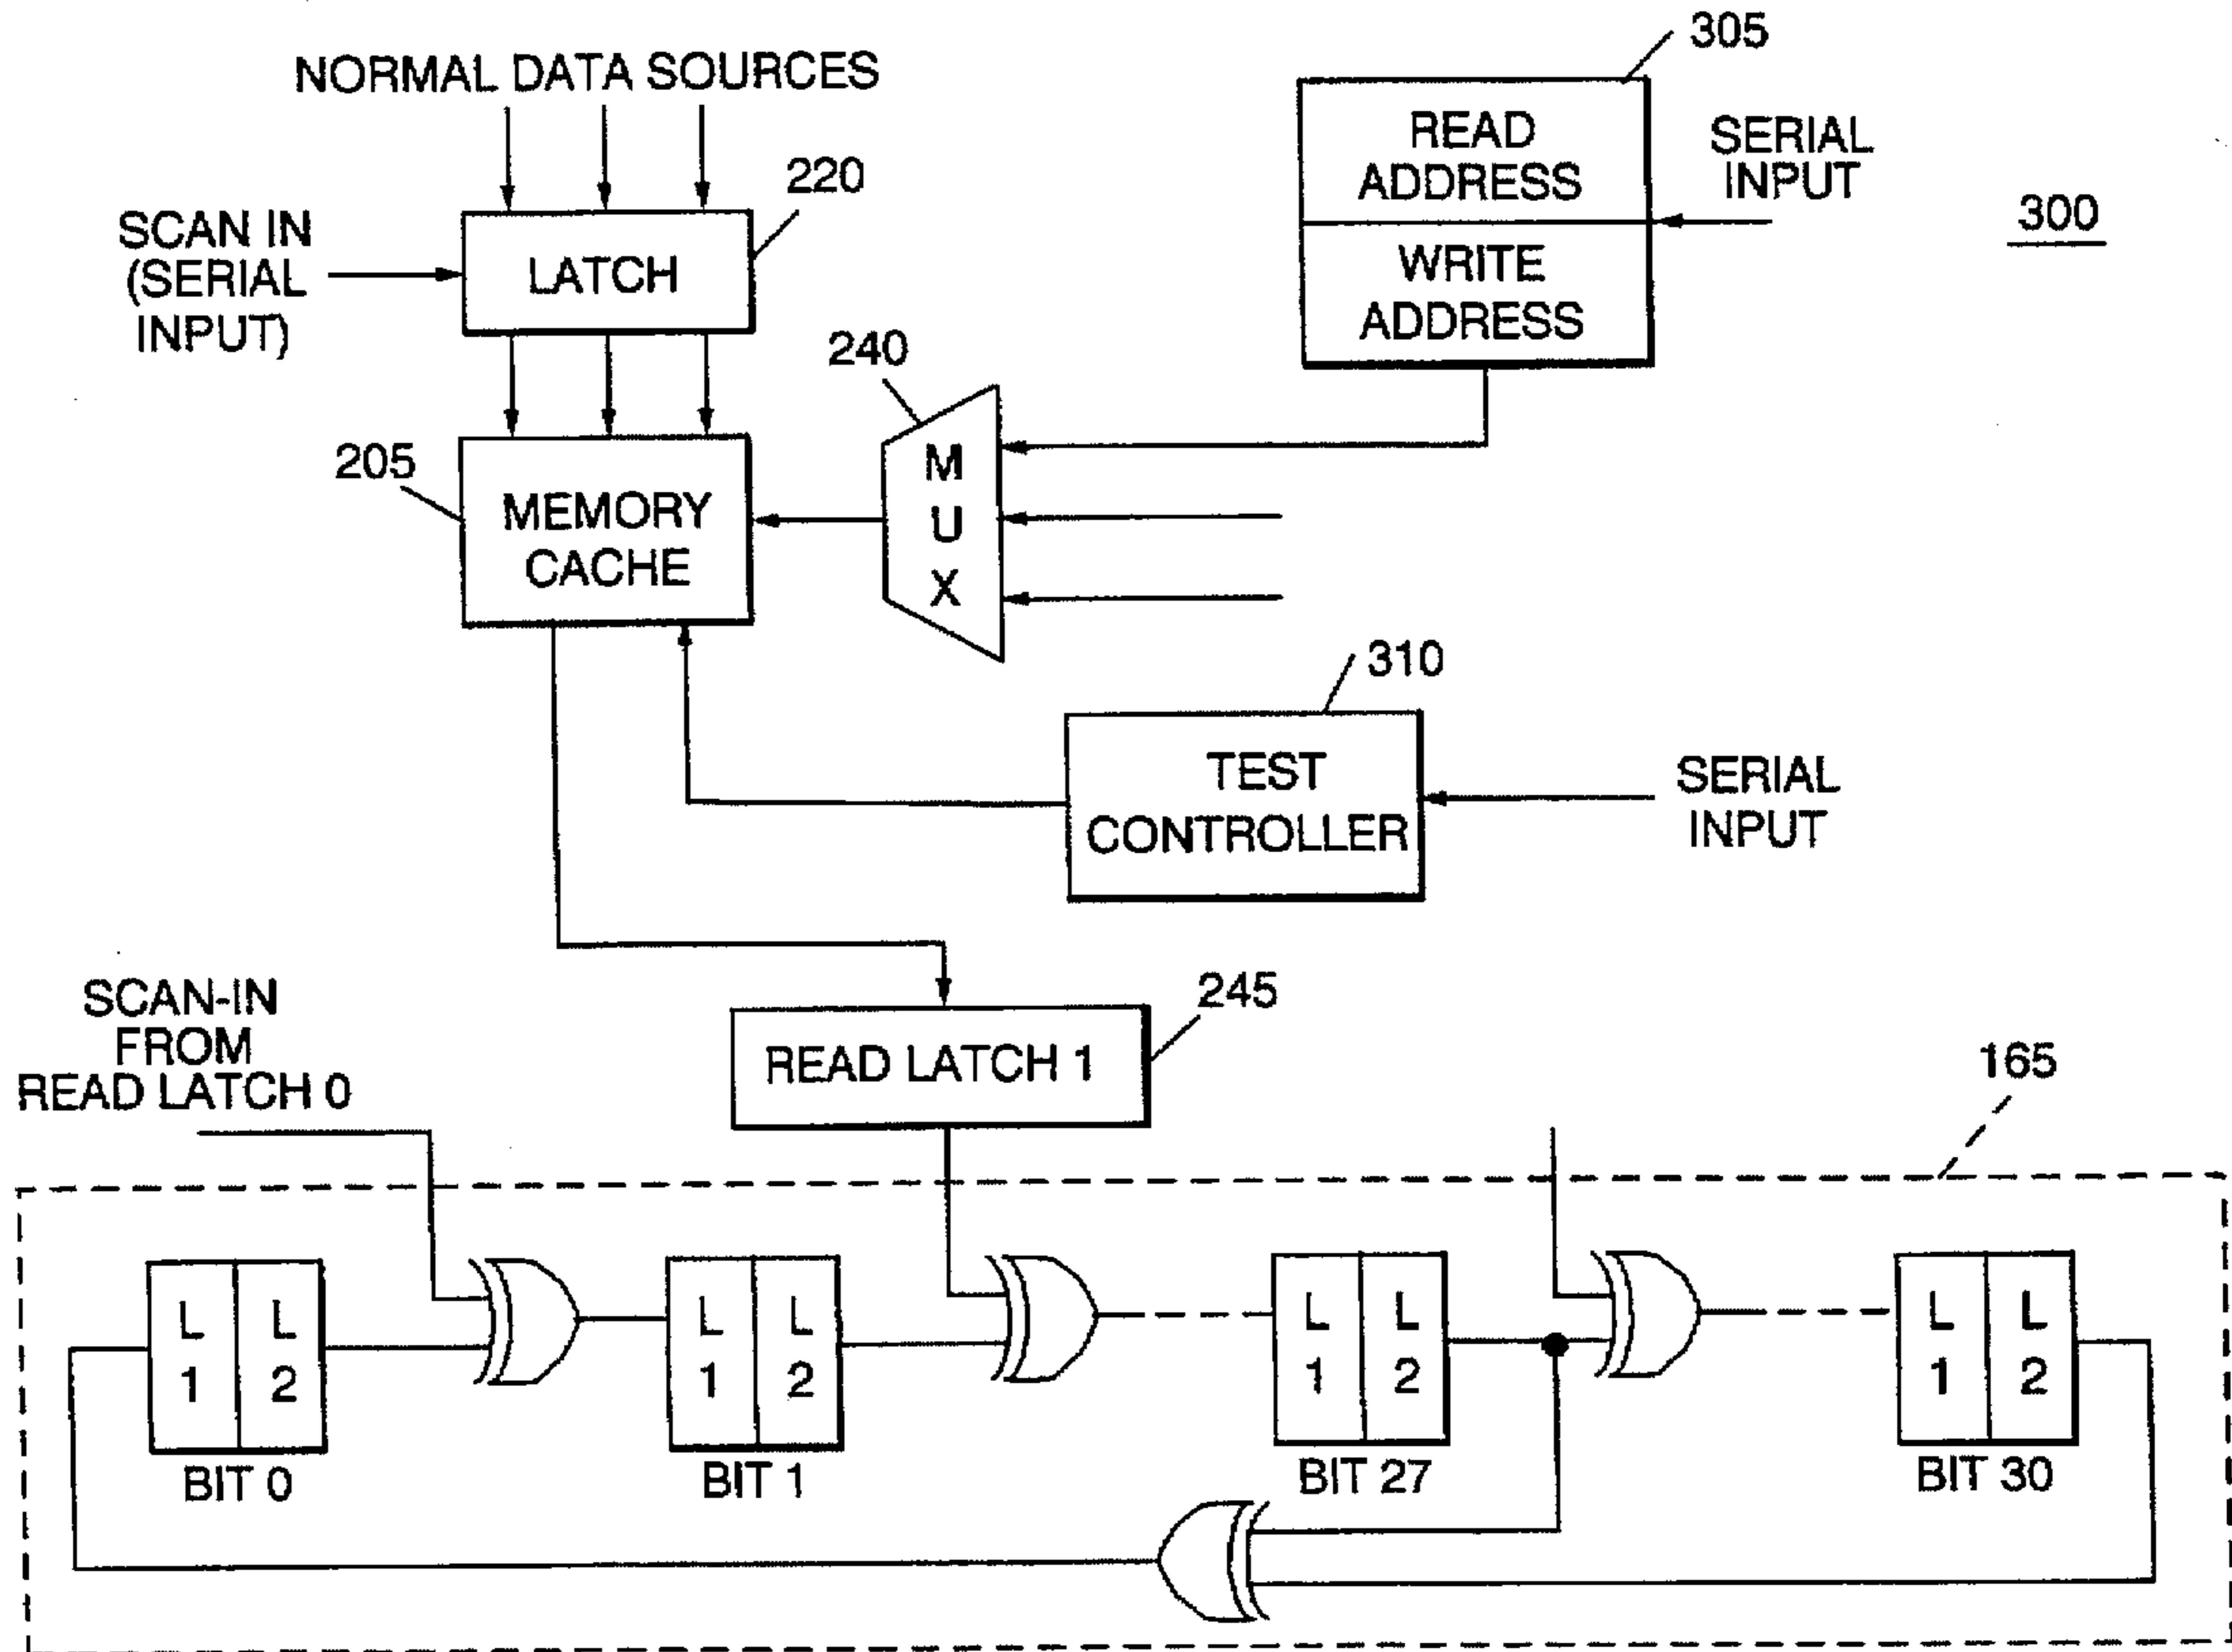 NORMAL DATA SOURCES
305
READ
ADDRESS
SERIAL
INPUT
WRITE
ADDRESS
300
220
SCAN IN
(SERIAL
INPUT)
LATCH
240
205
MEMORY
CACHE
M
U
X
310
TEST
CONTROLLER
SERIAL
INPUT
SCAN-IN
FROM
READ LATCH 0
READ LATCH 1
245
165
L
1
L
2
BIT 0
L
1
L
2
BIT 1
L
1
L
2
BIT 27
L
1
L
2
BIT 30